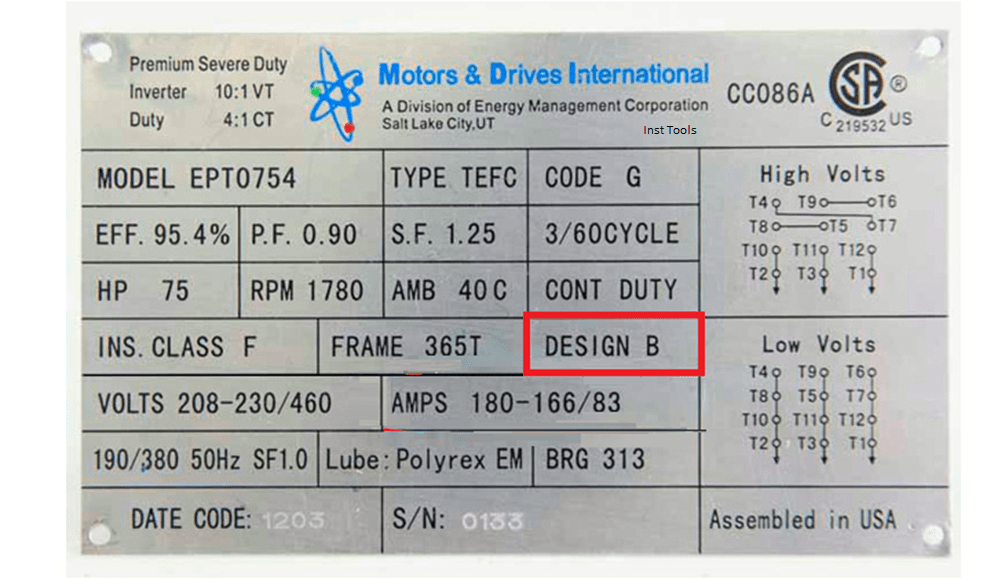 Premium Severe Duty
Inverter 10:1 VT
Duty 4:1 CT
Motors & Drives International
A Division of Energy Management Corporation
Salt Lake City,UT
Inst Tools
CC086A
SA ®
C 219532 US
MODEL EPT0754 TYPE TEFC CODE G
EFF. 95.4% P.F. 0.90 S.F. 1.25 3/60CYCLE
HP 75 RPM 1780 AMB 40C CONT DUTY
INS. CLASS F FRAME 365T DESIGN B
VOLTS 208-230/460 AMPS 180-166/83
190/380 50Hz SF1.0 Lube:Polyrex EM BRG 313
DATE CODE: 1203 S/N: 0133
High Volts
T4 T9 T6
T8 T5 T7
T10 T11 T12
T2 T3 T1
Low Volts
T4 T9 T6
T8 T5 T7
T10 T11 T12
T2 T3 T1
Assembled in USA